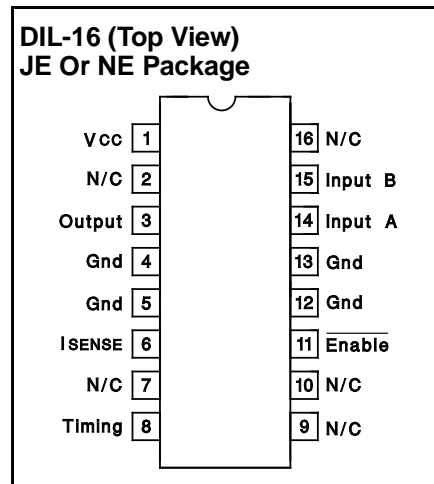 DIL-16 (Top View)
JE Or NE Package
Vcc 1 16 N/C
N/C 2 15 Input B
Output 3 14 Input A
Gnd 4 13 Gnd
Gnd 5 12 Gnd
ISENSE 6 11 Enable
N/C 7 10 N/C
Timing 8 9 N/C